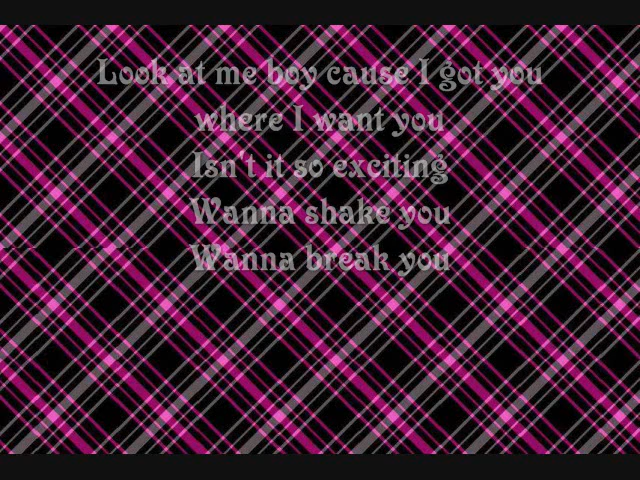 Look at me boy cause I got you
where I want you
Isn't it so exciting
Wanna shake you
Wanna break you